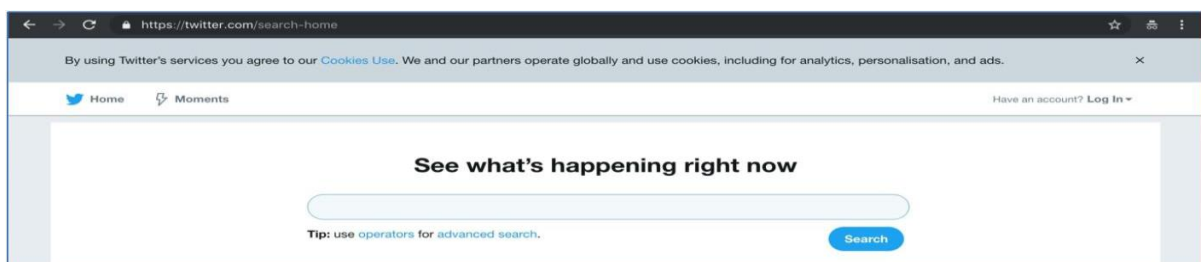 https://twitter.com/search-home
By using Twitter's services you agree to our Cookies Use. We and our partners operate globally and use cookies, including for analytics, personalisation, and ads.
Home Moments Have an account? Log In
See what's happening right now
Tip: use operators for advanced search.
Search